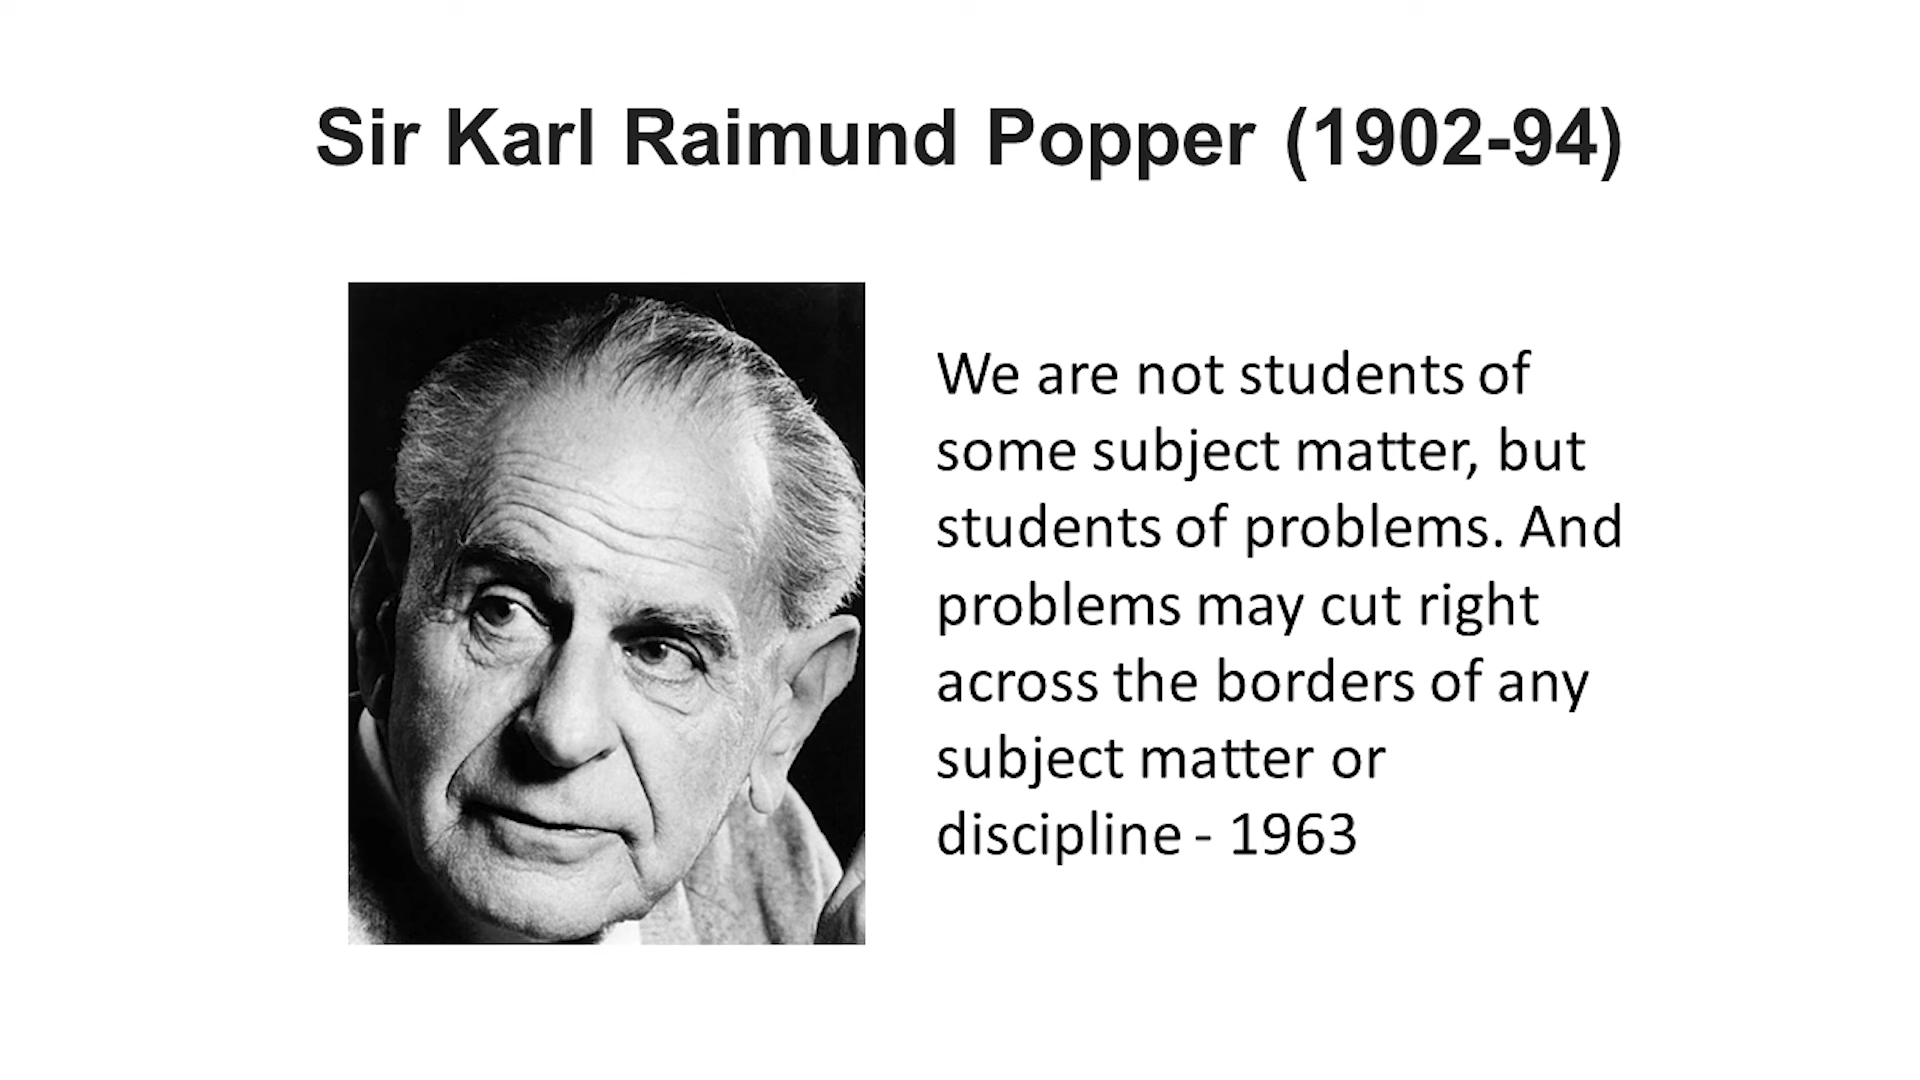 Sir Karl Raimund Popper (1902-94)
We are not students of
some subject matter, but
students of problems. And
problems may cut right
across the borders of any
subject matter or
discipline - 1963